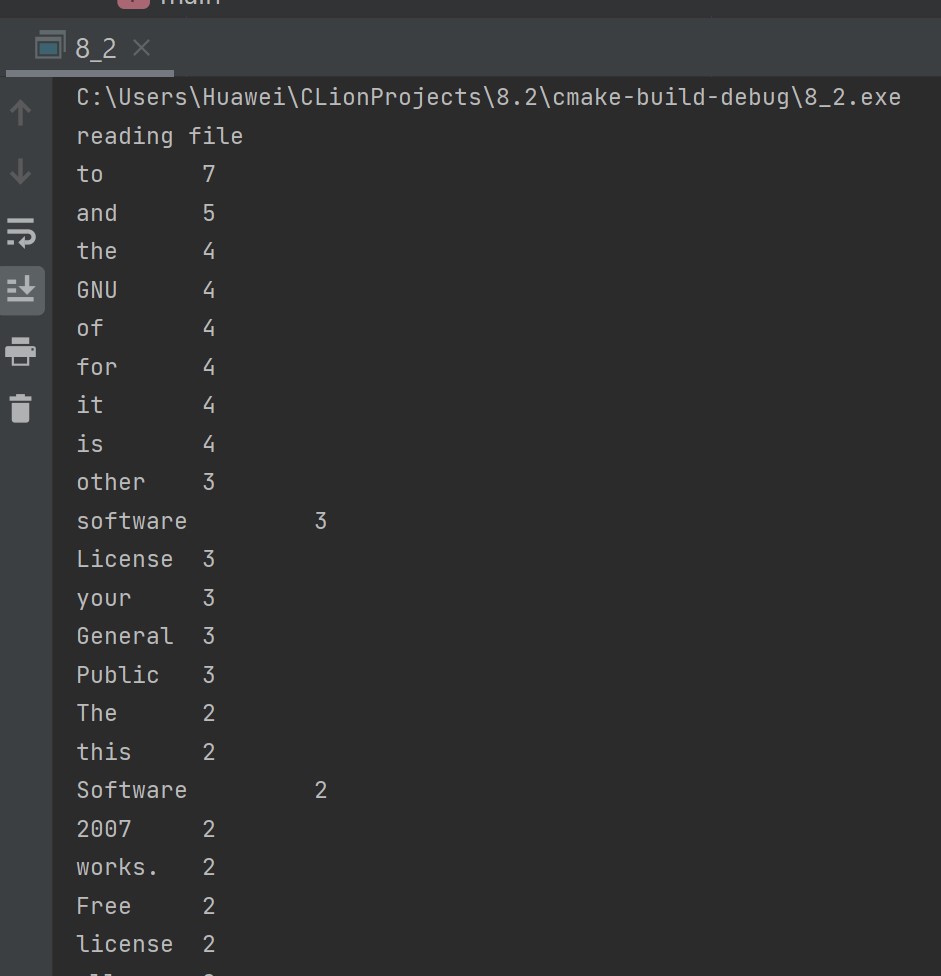 main
8_2
C:\Users\Huawei\CLionProjects\8.2\cmake-build-debug\8_2.exe
reading file
to 7
and 5
the 4
GNU 4
of 4
for 4
it 4
is 4
other 3
software 3
License 3
your 3
General 3
Public 3
The 2
this 2
Software 2
2007 2
works. 2
Free 2
license 2